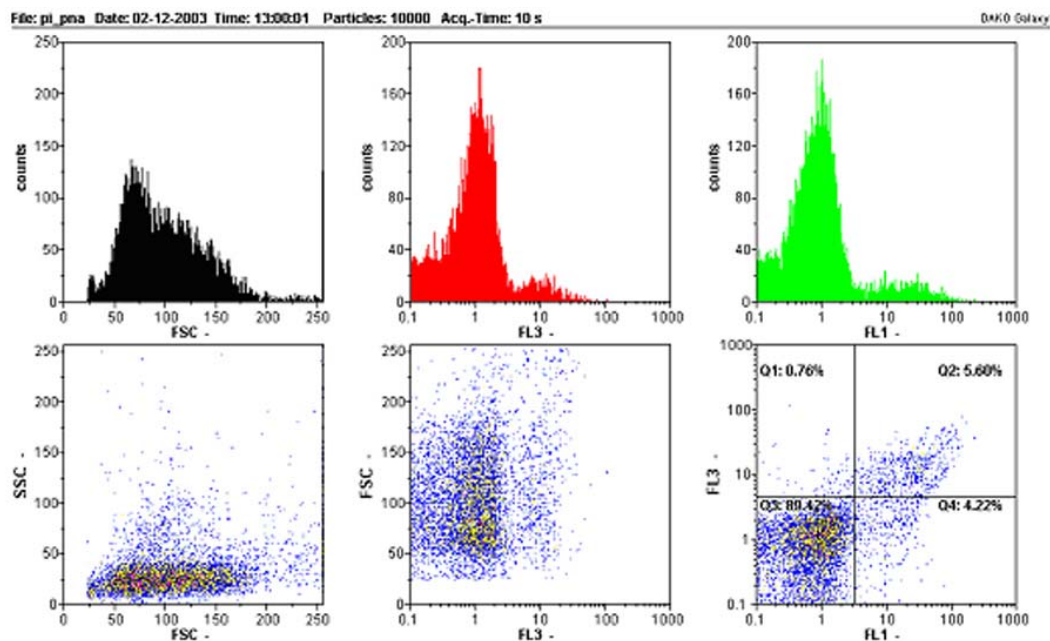 File: pi_pna Date: 02-12-2003 Time: 13:00:01 Particles: 10000 Acq.-Time: 10 s DAKO Galaxy
250
200
150
100
50
0
counts
0 50 100 150 200 250
FSC -
200
160
120
80
40
0
counts
0.1 1 10 100 1000
FL3 -
200
160
120
80
40
0
counts
0.1 1 10 100 1000
FL1 -
250
200
150
100
50
0
SSC -
0 50 100 150 200 250
FSC -
250
200
150
100
50
0
FSC -
0.1 1 10 100 1000
FL3 -
1000
100
10
1
0.1
FL3 -
Q1: 0.76% Q2: 5.60%
Q3: 89.42% Q4: 4.22%
0.1 1 10 100 1000
FL1 -